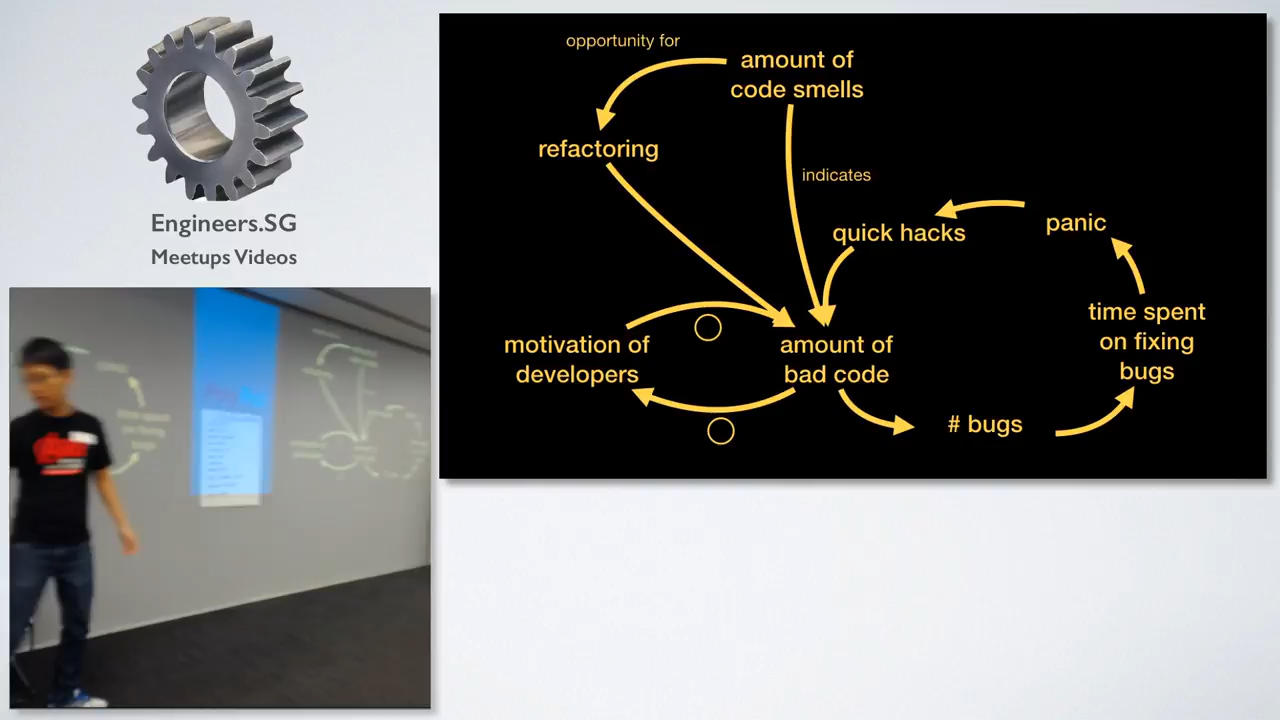 Engineers.SG
Meetups Videos
opportunity for
amount of
code smells
refactoring
indicates
quick hacks
panic
time spent
on fixing
bugs
motivation of
developers
amount of
bad code
# bugs